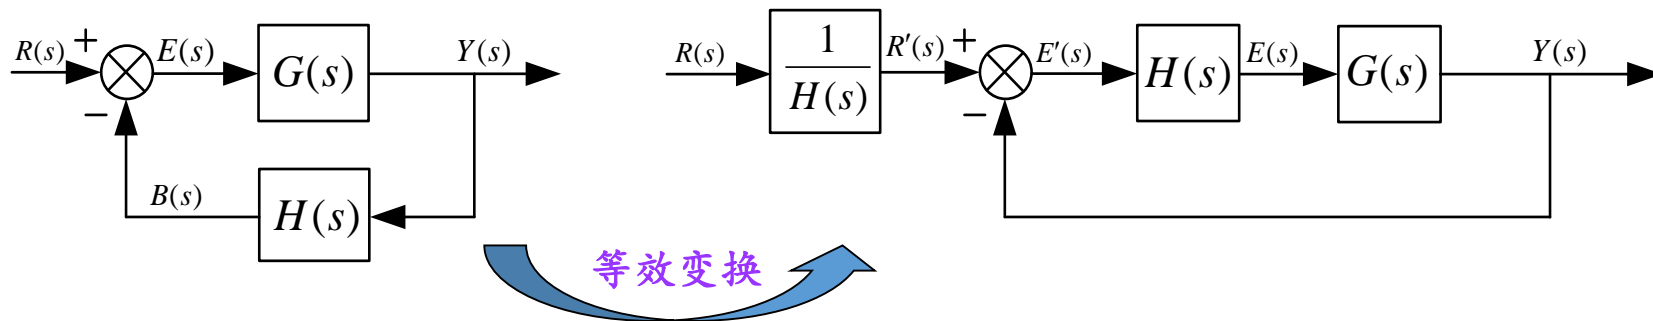 R(s) + E(s) G(s) Y(s)
−
B(s) H(s)
R(s) 1/H(s) R′(s) + E′(s) H(s) E(s) G(s) Y(s)
−
等效变换